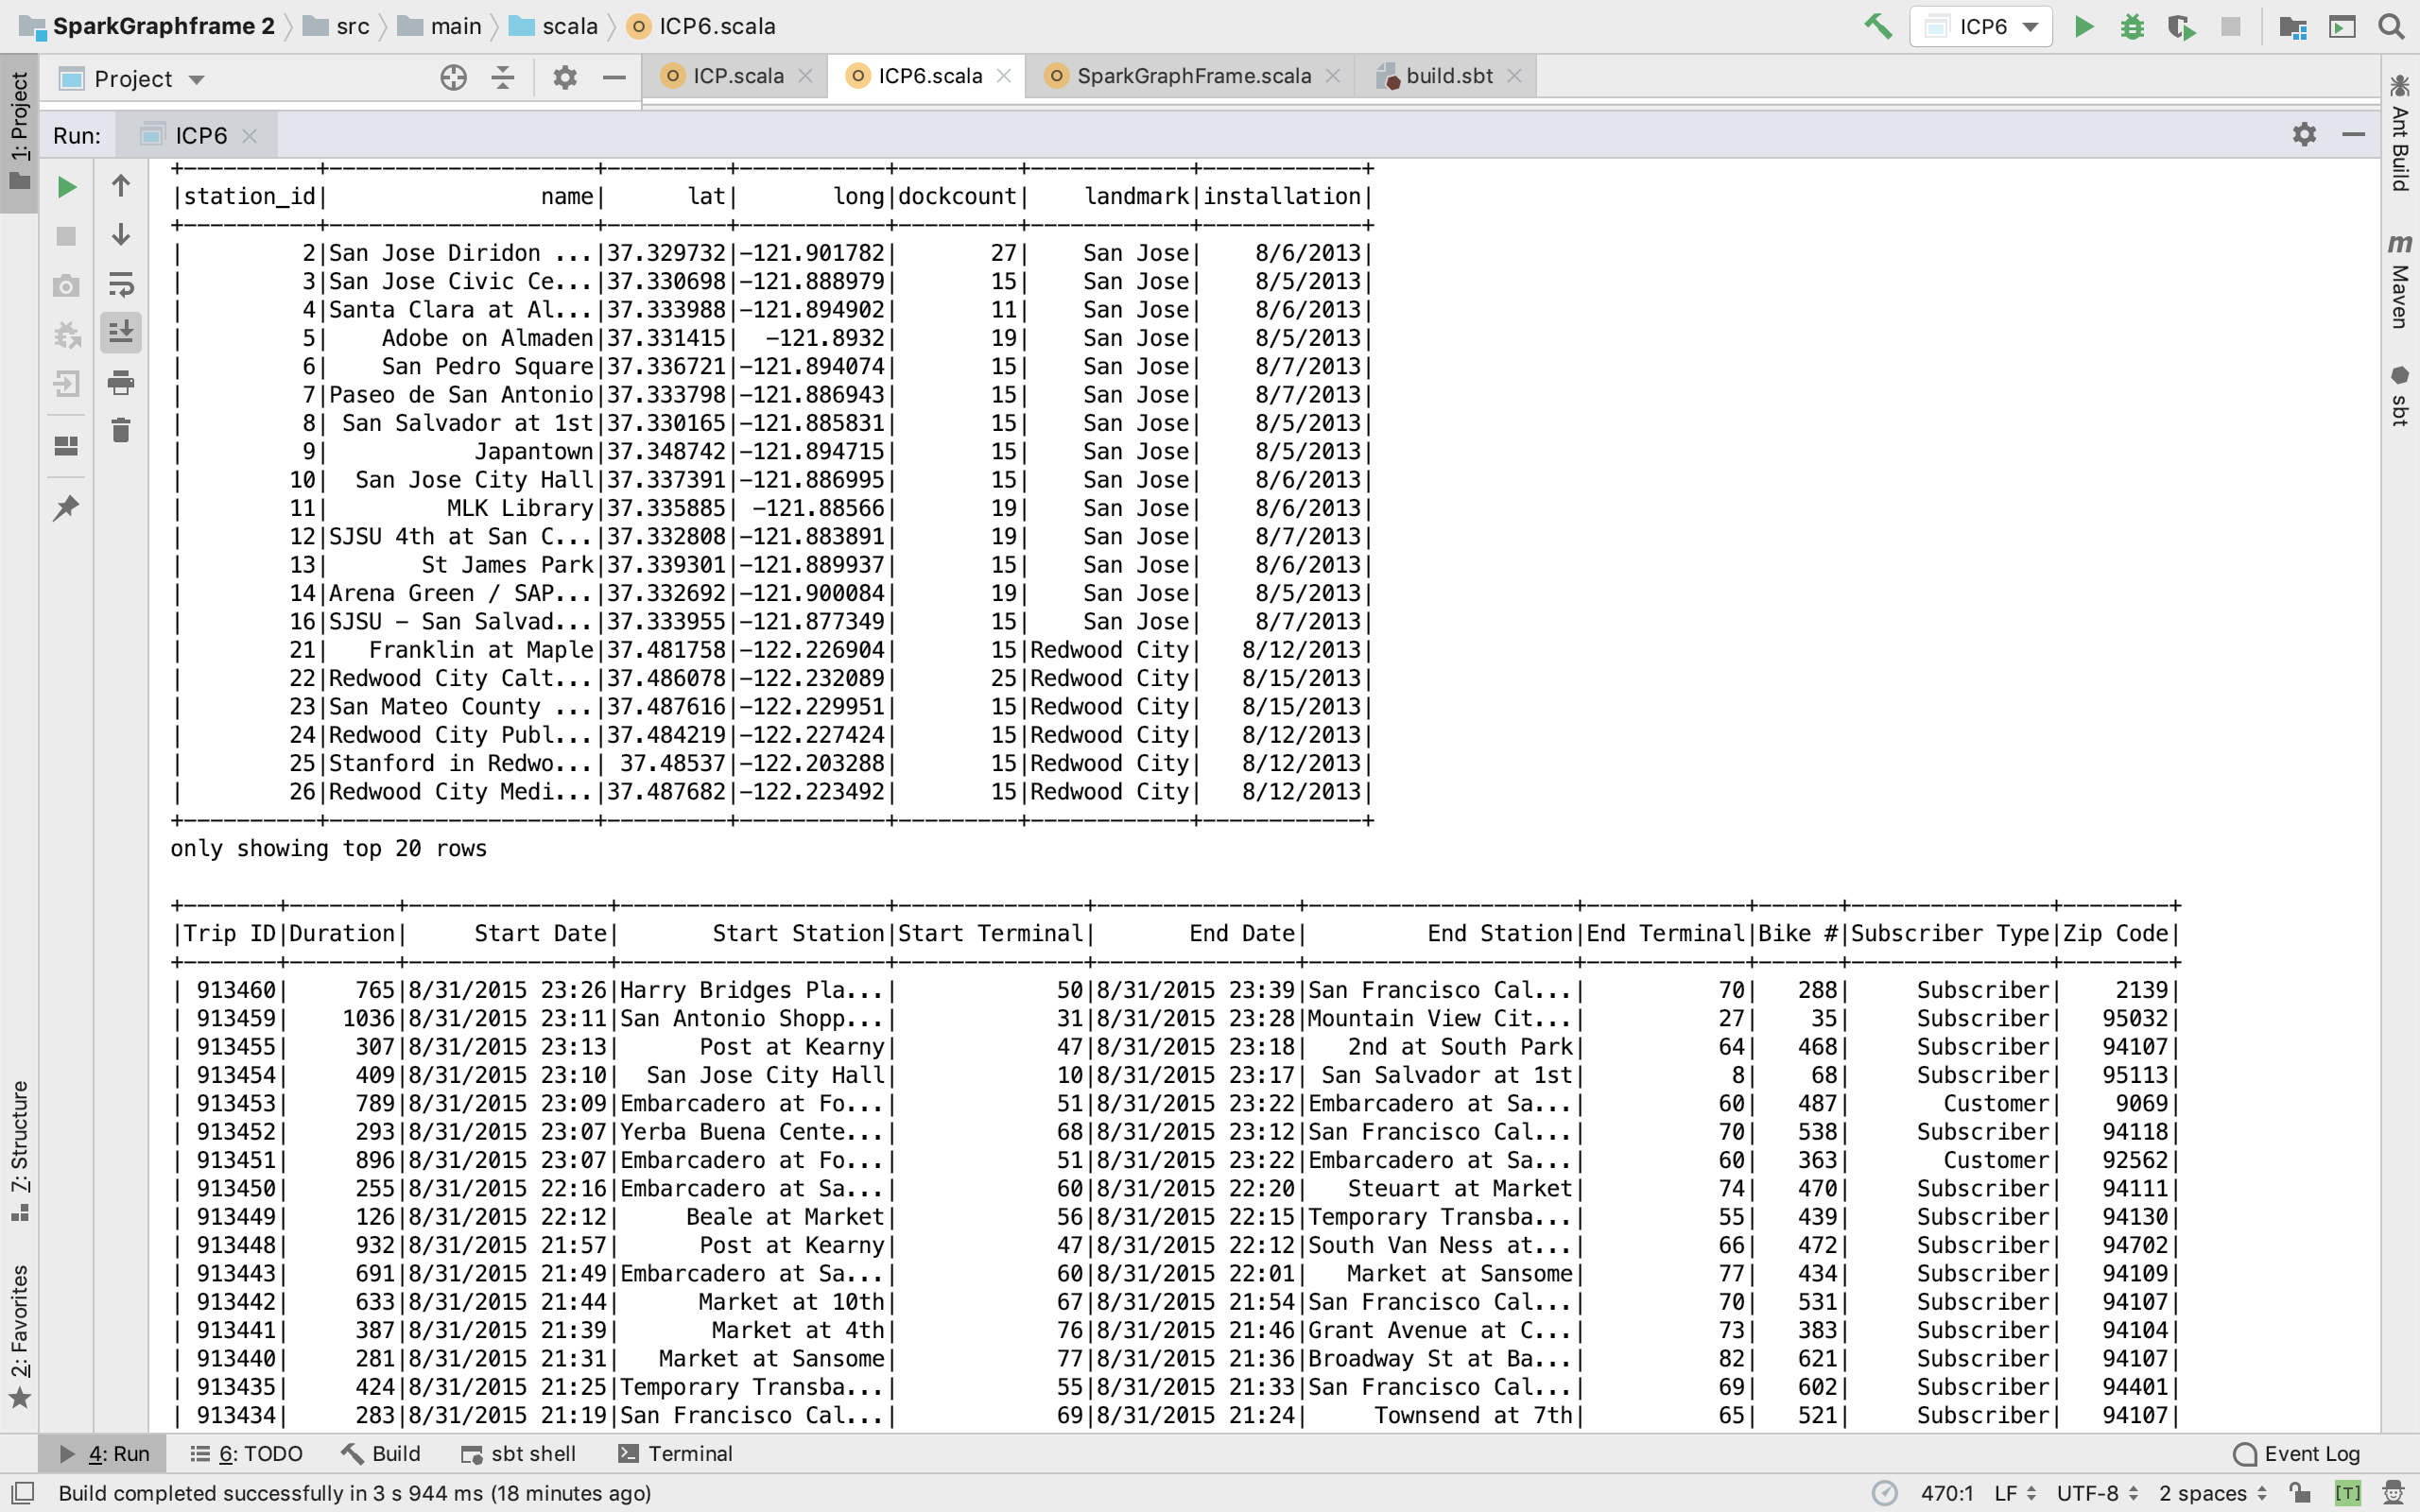 SparkGraphframe 2 src main scala ICP6.scala ICP6
Project ICP.scala ICP6.scala SparkGraphFrame.scala build.sbt
Run: ICP6
+----------+--------------------+---------+-----------+---------+------------+------------+
|station_id|                name|      lat|       long|dockcount|    landmark|installation|
+----------+--------------------+---------+-----------+---------+------------+------------+
|         2|San Jose Diridon ...|37.329732|-121.901782|       27|    San Jose|    8/6/2013|
|         3|San Jose Civic Ce...|37.330698|-121.888979|       15|    San Jose|    8/5/2013|
|         4|Santa Clara at Al...|37.333988|-121.894902|       11|    San Jose|    8/6/2013|
|         5|    Adobe on Almaden|37.331415|  -121.8932|       19|    San Jose|    8/5/2013|
|         6|    San Pedro Square|37.336721|-121.894074|       15|    San Jose|    8/7/2013|
|         7|Paseo de San Antonio|37.333798|-121.886943|       15|    San Jose|    8/7/2013|
|         8| San Salvador at 1st|37.330165|-121.885831|       15|    San Jose|    8/5/2013|
|         9|           Japantown|37.348742|-121.894715|       15|    San Jose|    8/5/2013|
|        10|  San Jose City Hall|37.337391|-121.886995|       15|    San Jose|    8/6/2013|
|        11|         MLK Library|37.335885| -121.88566|       19|    San Jose|    8/6/2013|
|        12|SJSU 4th at San C...|37.332808|-121.883891|       19|    San Jose|    8/7/2013|
|        13|       St James Park|37.339301|-121.889937|       15|    San Jose|    8/6/2013|
|        14|Arena Green / SAP...|37.332692|-121.900084|       19|    San Jose|    8/5/2013|
|        16|SJSU - San Salvad...|37.333955|-121.877349|       15|    San Jose|    8/7/2013|
|        21|   Franklin at Maple|37.481758|-122.226904|       15|Redwood City|   8/12/2013|
|        22|Redwood City Calt...|37.486078|-122.232089|       25|Redwood City|   8/15/2013|
|        23|San Mateo County ...|37.487616|-122.229951|       15|Redwood City|   8/15/2013|
|        24|Redwood City Publ...|37.484219|-122.227424|       15|Redwood City|   8/12/2013|
|        25|Stanford in Redwo...| 37.48537|-122.203288|       15|Redwood City|   8/12/2013|
|        26|Redwood City Medi...|37.487682|-122.223492|       15|Redwood City|   8/12/2013|
+----------+--------------------+---------+-----------+---------+------------+------------+
only showing top 20 rows
+-------+--------+---------------+--------------------+--------------+---------------+--------------------+------------+------+---------------+--------+
|Trip ID|Duration|     Start Date|       Start Station|Start Terminal|       End Date|         End Station|End Terminal|Bike #|Subscriber Type|Zip Code|
+-------+--------+---------------+--------------------+--------------+---------------+--------------------+------------+------+---------------+--------+
| 913460|     765|8/31/2015 23:26|Harry Bridges Pla...|            50|8/31/2015 23:39|San Francisco Cal...|          70|   288|     Subscriber|    2139|
| 913459|    1036|8/31/2015 23:11|San Antonio Shopp...|            31|8/31/2015 23:28|Mountain View Cit...|          27|    35|     Subscriber|   95032|
| 913455|     307|8/31/2015 23:13|      Post at Kearny|            47|8/31/2015 23:18|   2nd at South Park|          64|   468|     Subscriber|   94107|
| 913454|     409|8/31/2015 23:10|  San Jose City Hall|            10|8/31/2015 23:17| San Salvador at 1st|           8|    68|     Subscriber|   95113|
| 913453|     789|8/31/2015 23:09|Embarcadero at Fo...|            51|8/31/2015 23:22|Embarcadero at Sa...|          60|   487|       Customer|    9069|
| 913452|     293|8/31/2015 23:07|Yerba Buena Cente...|            68|8/31/2015 23:12|San Francisco Cal...|          70|   538|     Subscriber|   94118|
| 913451|     896|8/31/2015 23:07|Embarcadero at Fo...|            51|8/31/2015 23:22|Embarcadero at Sa...|          60|   363|       Customer|   92562|
| 913450|     255|8/31/2015 22:16|Embarcadero at Sa...|            60|8/31/2015 22:20|   Steuart at Market|          74|   470|     Subscriber|   94111|
| 913449|     126|8/31/2015 22:12|     Beale at Market|            56|8/31/2015 22:15|Temporary Transba...|          55|   439|     Subscriber|   94130|
| 913448|     932|8/31/2015 21:57|      Post at Kearny|            47|8/31/2015 22:12|South Van Ness at...|          66|   472|     Subscriber|   94702|
| 913443|     691|8/31/2015 21:49|Embarcadero at Sa...|            60|8/31/2015 22:01|   Market at Sansome|          77|   434|     Subscriber|   94109|
| 913442|     633|8/31/2015 21:44|      Market at 10th|            67|8/31/2015 21:54|San Francisco Cal...|          70|   531|     Subscriber|   94107|
| 913441|     387|8/31/2015 21:39|       Market at 4th|            76|8/31/2015 21:46|Grant Avenue at C...|          73|   383|     Subscriber|   94104|
| 913440|     281|8/31/2015 21:31|   Market at Sansome|            77|8/31/2015 21:36|Broadway St at Ba...|          82|   621|     Subscriber|   94107|
| 913435|     424|8/31/2015 21:25|Temporary Transba...|            55|8/31/2015 21:33|San Francisco Cal...|          69|   602|     Subscriber|   94401|
| 913434|     283|8/31/2015 21:19|San Francisco Cal...|            69|8/31/2015 21:24|      Townsend at 7th|          65|   521|     Subscriber|   94107|
1: Project
7: Structure
2: Favorites
Ant Build
m Maven
sbt
4: Run 6: TODO Build sbt shell Terminal Event Log
Build completed successfully in 3 s 944 ms (18 minutes ago) 470:1 LF UTF-8 2 spaces [T]